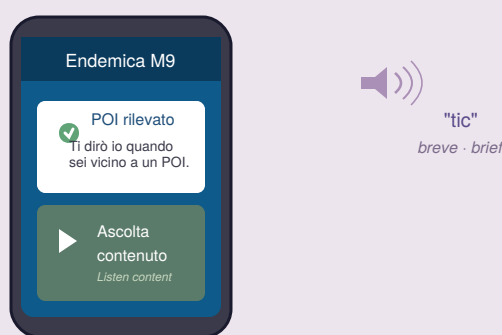 Endemica M9
POI rilevato
Ti dirò io quando
sei vicino a un POI.
Ascolta
contenuto
Listen content
"tic"
breve · brief